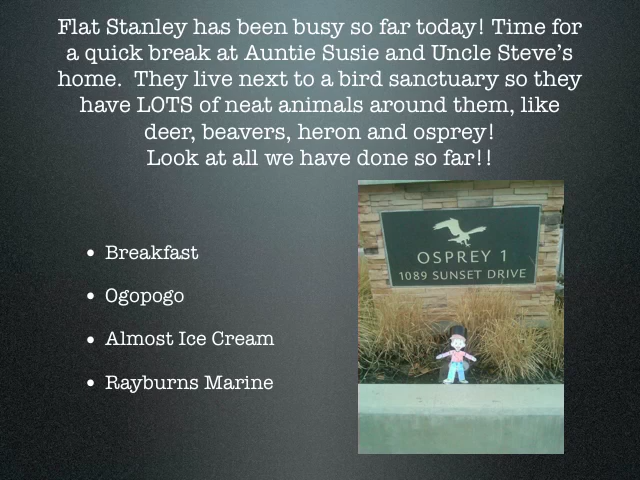 Flat Stanley has been busy so far today! Time for
a quick break at Auntie Susie and Uncle Steve's
home.  They live next to a bird sanctuary so they
have LOTS of neat animals around them, like
deer, beavers, heron and osprey!
Look at all we have done so far!!
• Breakfast
• Ogopogo
• Almost Ice Cream
• Rayburns Marine
OSPREY 1
1089 SUNSET DRIVE